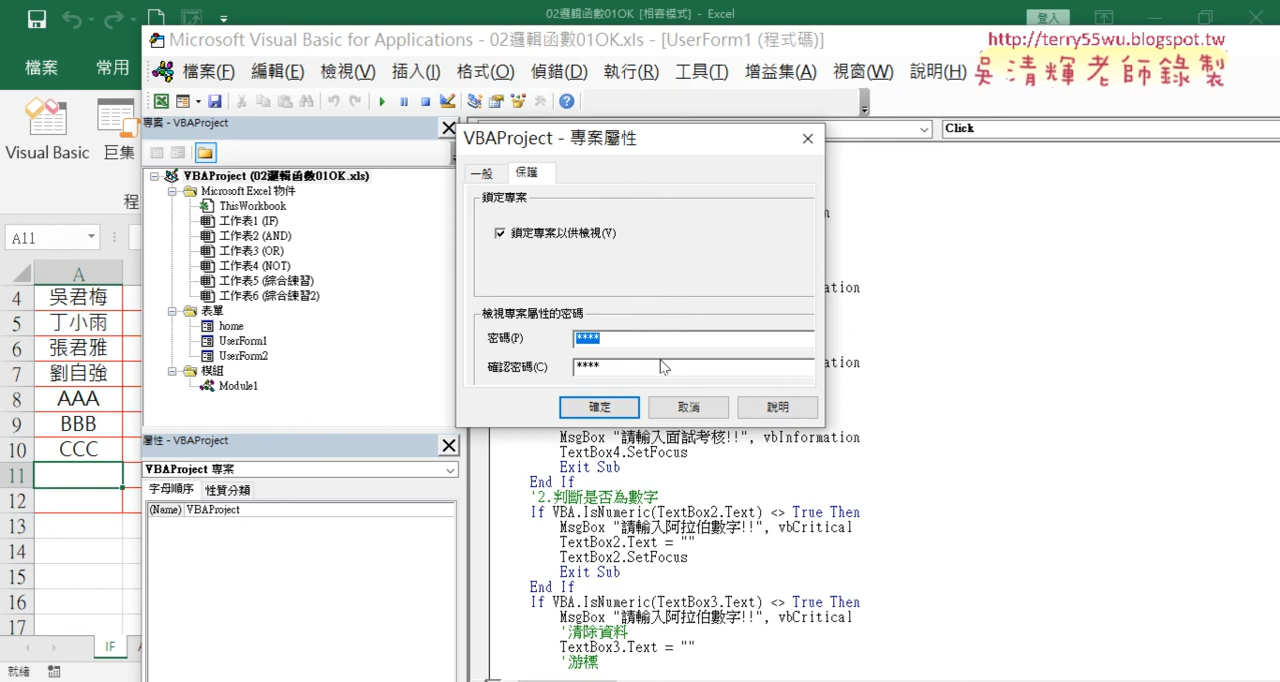 02邏輯函數01OK [相容模式] - Excel
登入
檔案
常用
Visual Basic
巨集
程
A11
Microsoft Visual Basic for Applications - 02邏輯函數01OK.xls - [UserForm1 (程式碼)]
http://terry55wu.blogspot.tw
吳清輝老師錄製
檔案(F) 編輯(E) 檢視(V) 插入(I) 格式(O) 偵錯(D) 執行(R) 工具(T) 增益集(A) 視窗(W) 說明(H)
專案 - VBAProject
VBAProject (02邏輯函數01OK.xls)
Microsoft Excel 物件
ThisWorkbook
工作表1 (IF)
工作表2 (AND)
工作表3 (OR)
工作表4 (NOT)
工作表5 (綜合練習)
工作表6 (綜合練習2)
表單
home
UserForm1
UserForm2
模組
Module1
屬性 - VBAProject
VBAProject 專案
字母順序 性質分類
(Name) VBAProject
A
4 吳君梅
5 丁小雨
6 張君雅
7 劉自強
8 AAA
9 BBB
10 CCC
11
12
13
14
15
16
17
IF
就緒
VBAProject - 專案屬性
一般 保護
鎖定專案
鎖定專案以供檢視(V)
檢視專案屬性的密碼
密碼(P) ****
確認密碼(C) ****
確定 取消 說明
Click
ation
ation
MsgBox "請輸入面試考核!!", vbInformation
TextBox4.SetFocus
Exit Sub
End If
'2.判斷是否為數字
If VBA.IsNumeric(TextBox2.Text) <> True Then
MsgBox "請輸入阿拉伯數字!!", vbCritical
TextBox2.Text = ""
TextBox2.SetFocus
Exit Sub
End If
If VBA.IsNumeric(TextBox3.Text) <> True Then
MsgBox "請輸入阿拉伯數字!!", vbCritical
'清除資料
TextBox3.Text = ""
'游標